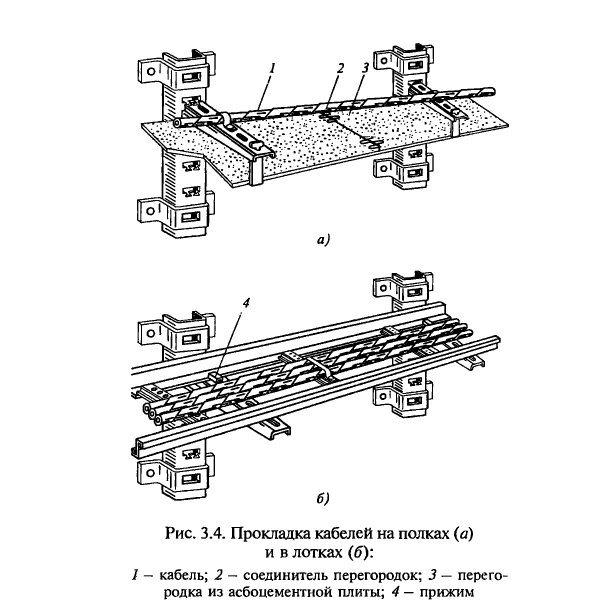 1 2 3
а)
4
б)
Рис. 3.4. Прокладка кабелей на полках (а)
и в лотках (б):
1 — кабель; 2 — соединитель перегородок; 3 — перего-
родка из асбоцементной плиты; 4 — прижим